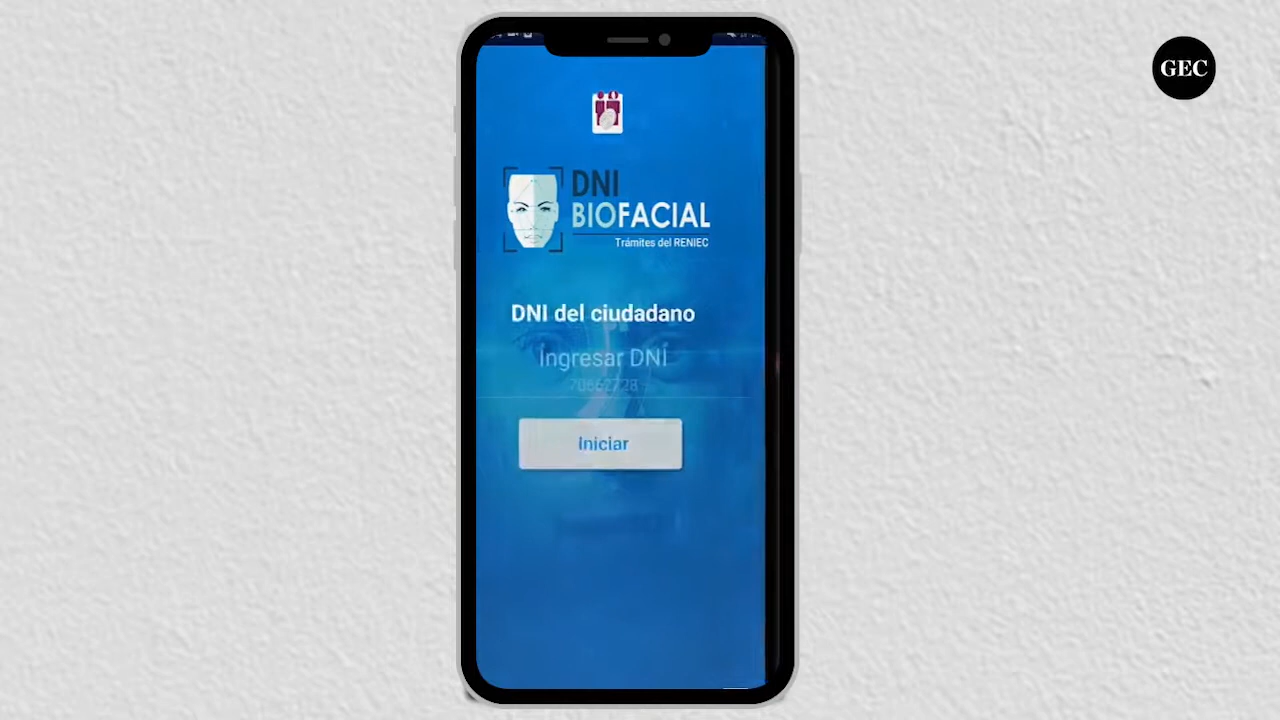 GEC
DNI
BIOFACIAL
Trámites del RENIEC
DNI del ciudadano
Ingresar DNI
Iniciar